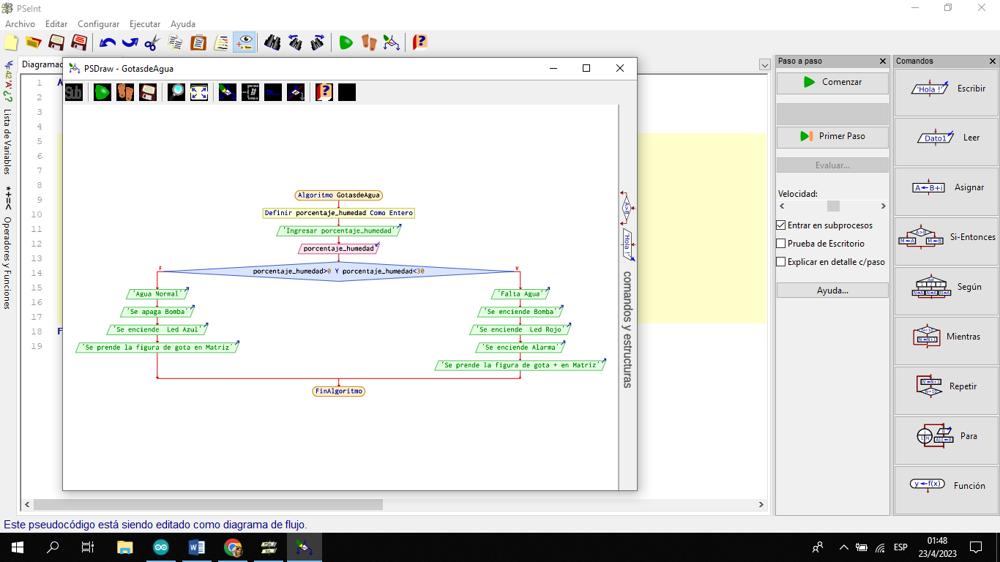 PSeInt
Archivo Editar Configurar Ejecutar Ayuda
Diagramad
PSDraw - GotasdeAgua
Sub
Lista de Variables
Operadores y Funciones
1 A
2
3
4
5
6
7
8
9
10
11
12
13
14
15
16
17
18 F
19
Algoritmo GotasdeAgua
Definir porcentaje_humedad Como Entero
'Ingresar porcentaje_humedad'
porcentaje_humedad
F
porcentaje_humedad>0 Y porcentaje_humedad<30
V
'Agua Normal'
'Se apaga Bomba'
'Se enciende  Led Azul'
'Se prende la figura de gota en Matriz'
'Falta Agua'
'Se enciende Bomba'
'Se enciende  Led Rojo'
'Se enciende Alarma'
'Se prende la figura de gota + en Matriz'
FinAlgoritmo
A>B
'Hola !'
comandos y estructuras
Paso a paso
Comenzar
Primer Paso
Evaluar...
Velocidad:
Entrar en subprocesos
Prueba de Escritorio
Explicar en detalle c/paso
Ayuda...
Comandos
'Hola !' Escribir
Dato1 Leer
A←B+i Asignar
A>B M←A M←B Si-Entonces
Según
N<10 N←N+1 Mientras
N←N+1 N=10 Repetir
Para
y←f(x) Función
Este pseudocódigo está siendo editado como diagrama de flujo.
ESP
01:48
23/4/2023